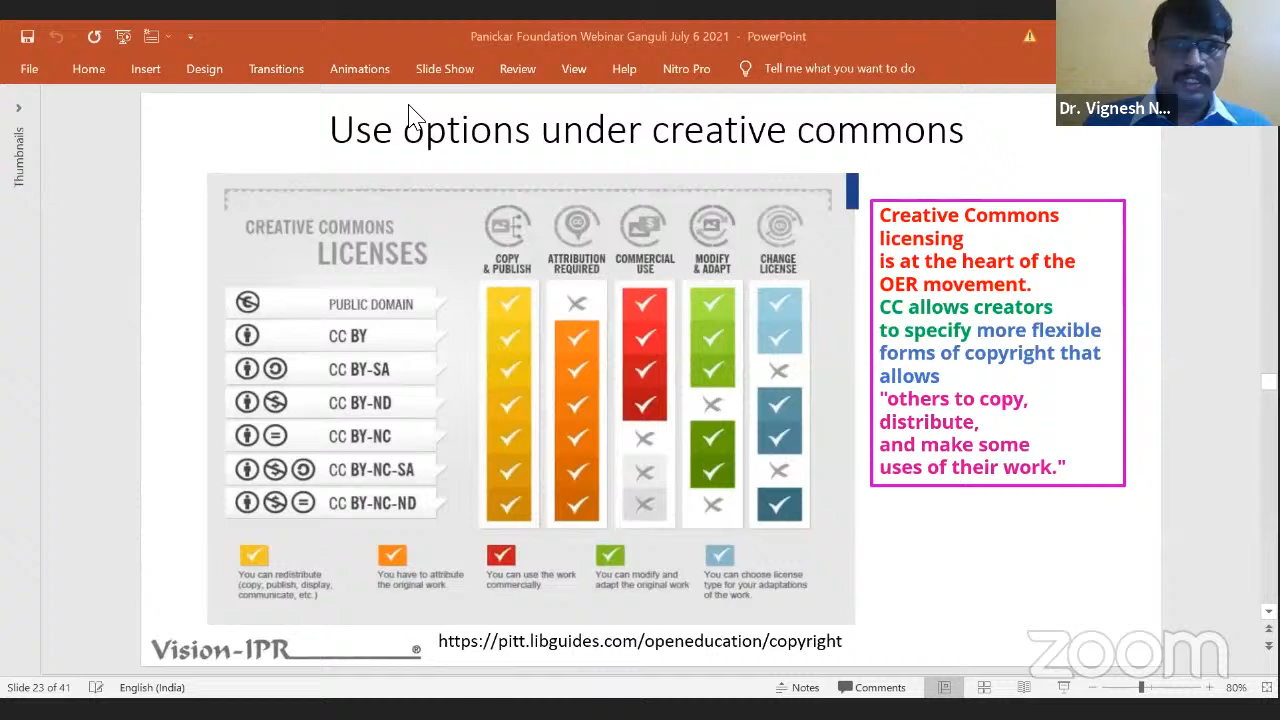 Panickar Foundation Webinar Ganguli July 6 2021 - PowerPoint
File Home Insert Design Transitions Animations Slide Show Review View Help Nitro Pro Tell me what you want to do
Dr. Vignesh N...
Thumbnails
Use options under creative commons
CREATIVE COMMONS
LICENSES
COPY
& PUBLISH
ATTRIBUTION
REQUIRED
COMMERCIAL
USE
MODIFY
& ADAPT
CHANGE
LICENSE
PUBLIC DOMAIN
CC BY
CC BY-SA
CC BY-ND
CC BY-NC
CC BY-NC-SA
CC BY-NC-ND
You can redistribute
(copy, publish, display,
communicate, etc.)
You have to attribute
the original work
You can use the work
commercially
You can modify and
adapt the original work
You can choose license
type for your adaptations
of the work.
Creative Commons
licensing
is at the heart of the
OER movement.
CC allows creators
to specify more flexible
forms of copyright that
allows
"others to copy,
distribute,
and make some
uses of their work."
Vision-IPR ®
https://pitt.libguides.com/openeducation/copyright
zoom
Slide 23 of 41 English (India) Notes Comments 80%